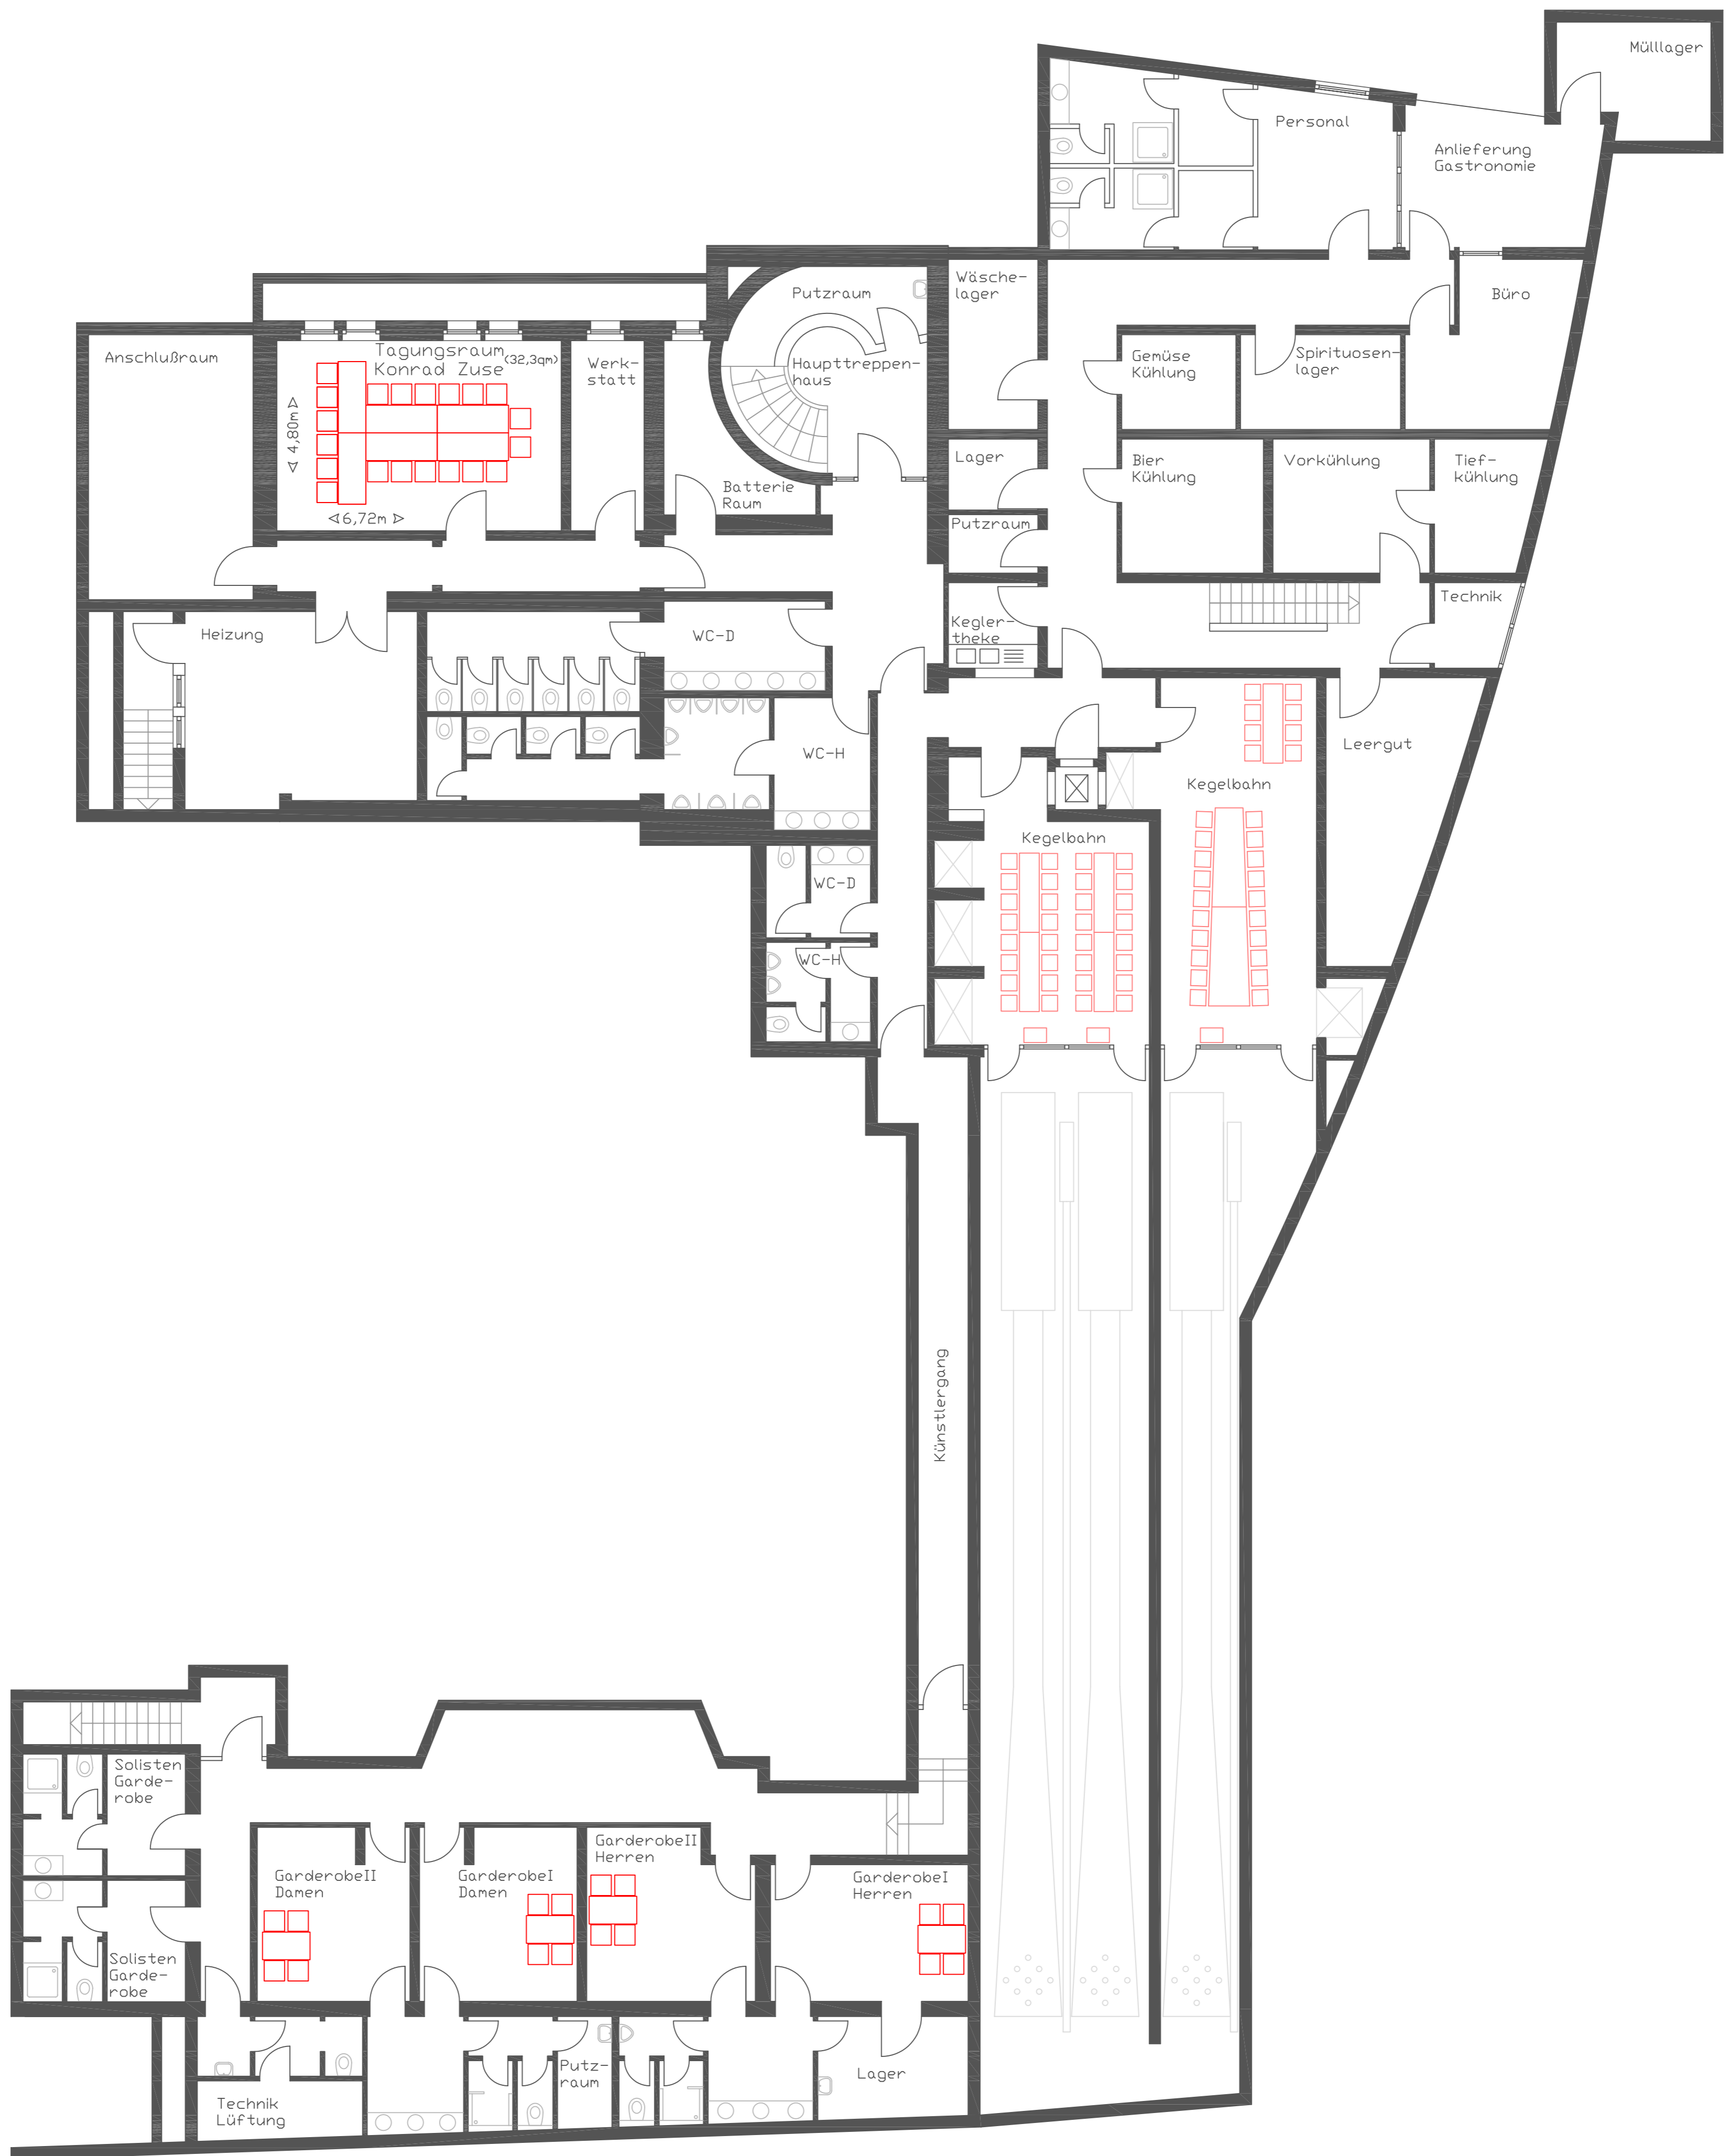 Mülllager
Personal
Anlieferung
Gastronomie
Wäsche-
lager
Putzraum
Büro
Anschlußraum
Tagungsraum
Konrad Zuse
(32,3qm)
Werk-
statt
Haupttreppen-
haus
Gemüse
Kühlung
Spirituosen-
lager
4,80m
6,72m
Batterie
Raum
Lager
Bier
Kühlung
Vorkühlung
Tief-
kühlung
Putzraum
Technik
Kegler-
theke
Heizung
WC-D
WC-H
Leergut
Kegelbahn
Kegelbahn
WC-D
WC-H
Künstlergang
Solisten
Garde-
robe
GarderobeII
Damen
GarderobeI
Damen
GarderobeII
Herren
GarderobeI
Herren
Solisten
Garde-
robe
Putz-
raum
Lager
Technik
Lüftung